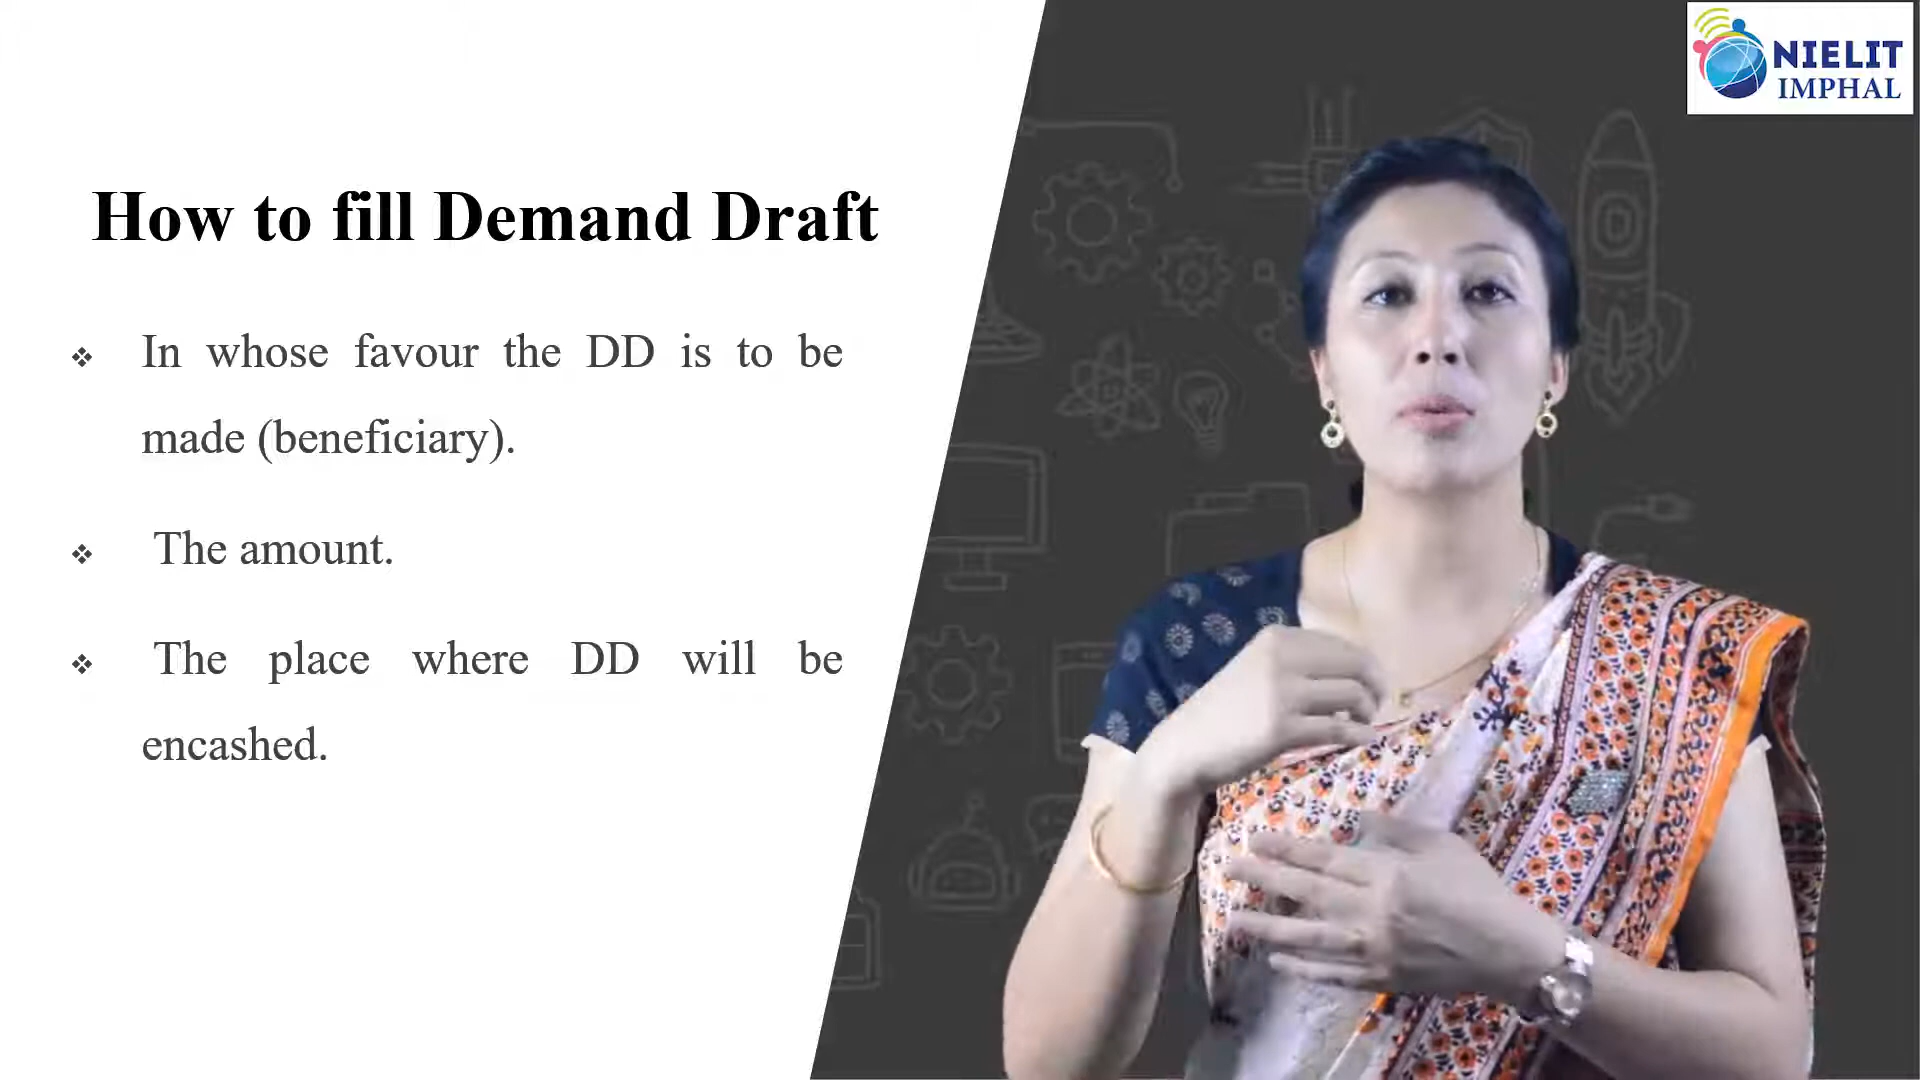 NIELIT
IMPHAL
How to fill Demand Draft
❖ In whose favour the DD is to be
made (beneficiary).
❖ The amount.
❖ The place where DD will be
encashed.